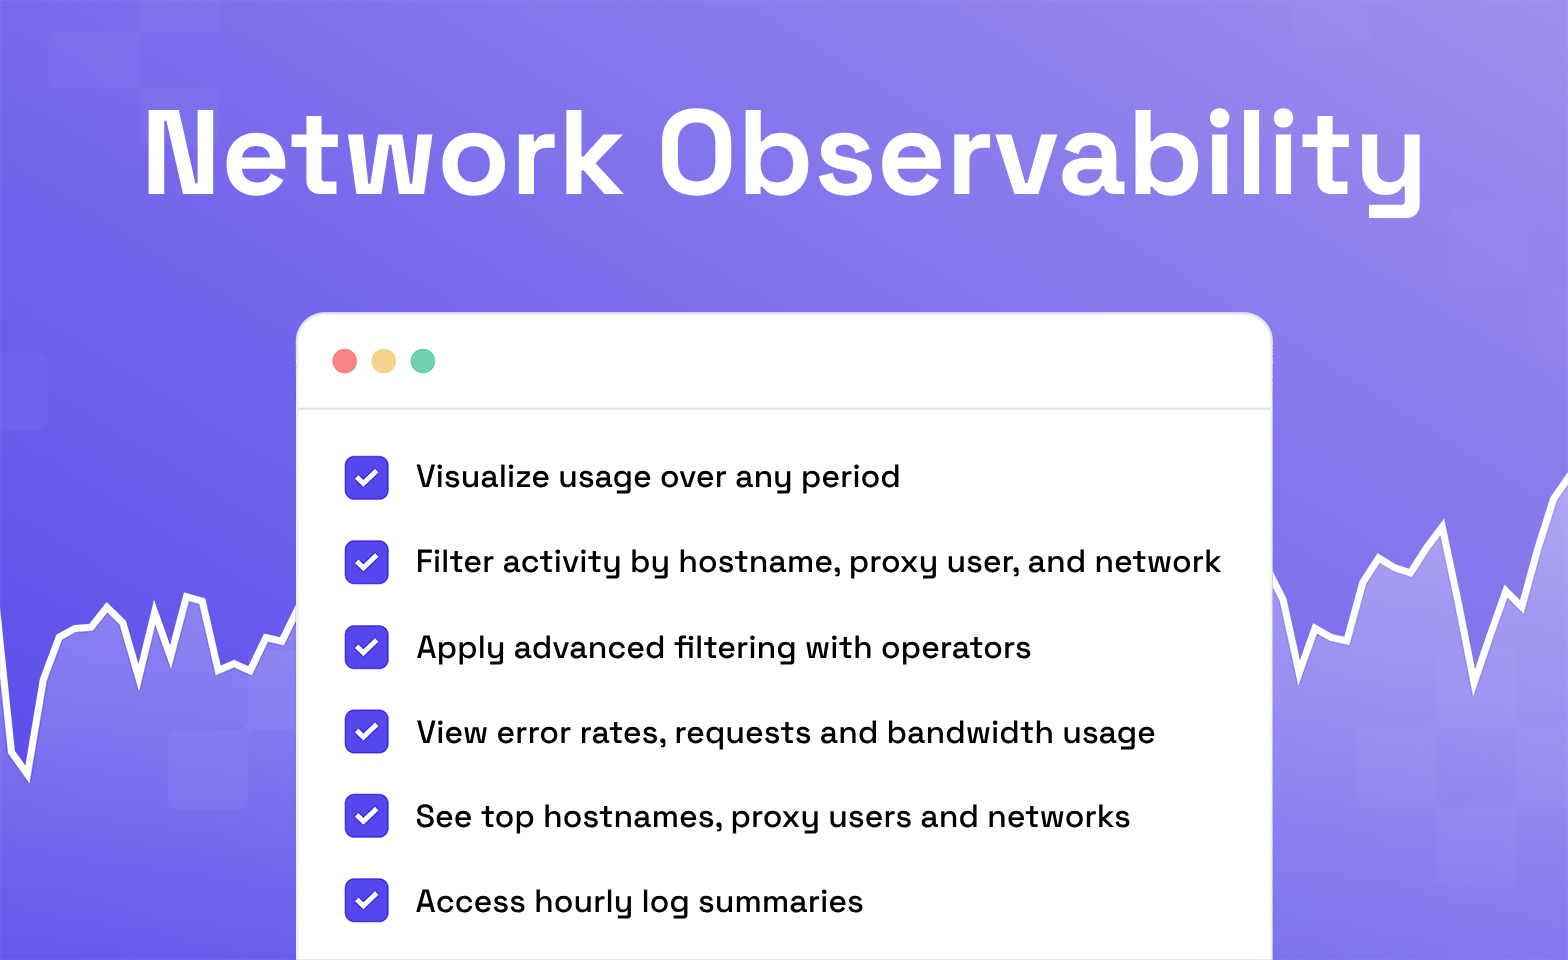 Network Observability
Visualize usage over any period
Filter activity by hostname, proxy user, and network
Apply advanced filtering with operators
View error rates, requests and bandwidth usage
See top hostnames, proxy users and networks
Access hourly log summaries